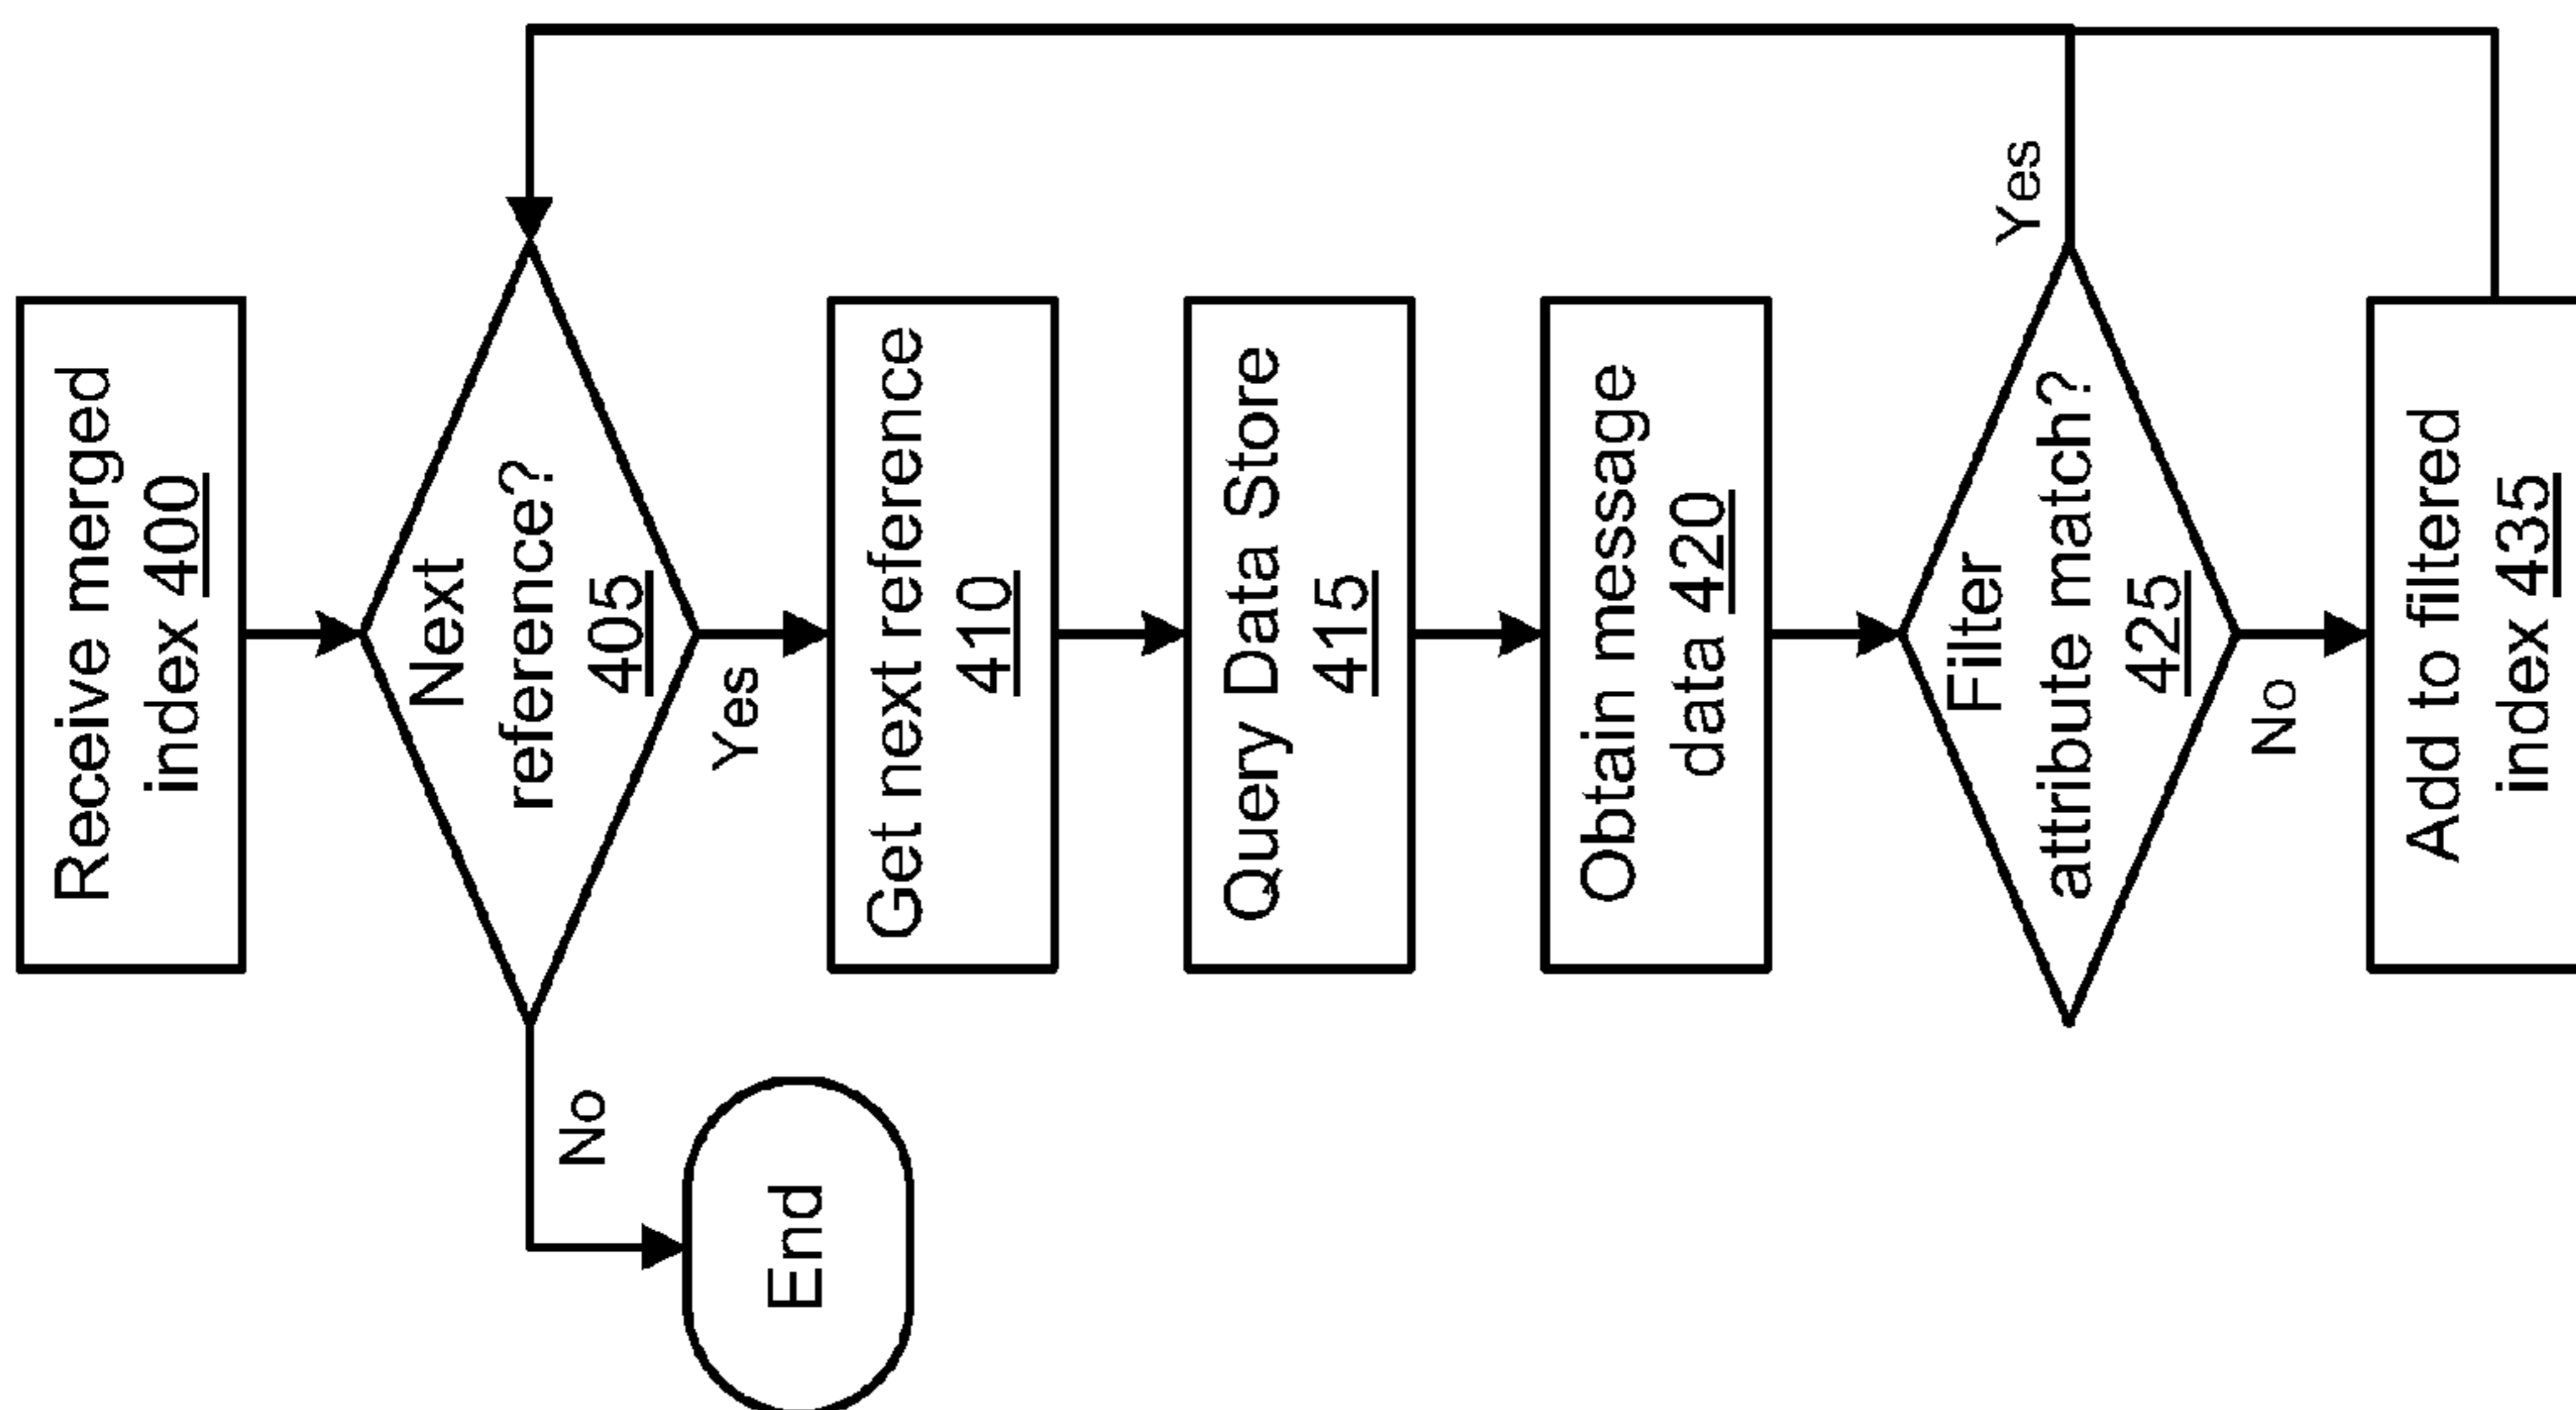 Receive merged
index 400
Next
reference?
405
No
End
Yes
Get next reference
410
Query Data Store
415
Obtain message
data 420
Filter
attribute match?
425
Yes
No
Add to filtered
index 435